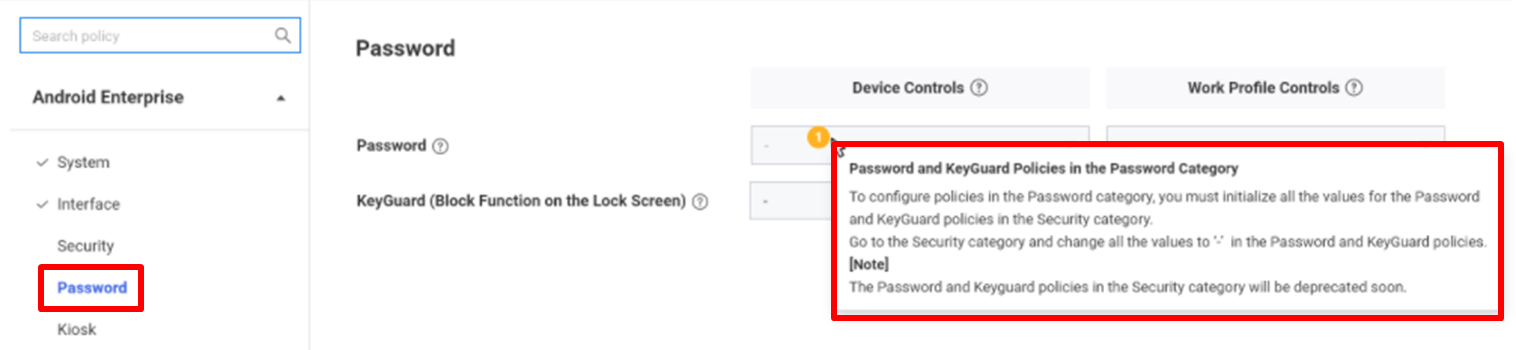 Search policy
Android Enterprise
System
Interface
Security
Password
Kiosk
Password
Device Controls ?
Work Profile Controls ?
Password ?
-
1
KeyGuard (Block Function on the Lock Screen) ?
-
Password and KeyGuard Policies in the Password Category
To configure policies in the Password category, you must initialize all the values for the Password
and KeyGuard policies in the Security category.
Go to the Security category and change all the values to '-' in the Password and KeyGuard policies.
[Note]
The Password and Keyguard policies in the Security category will be deprecated soon.